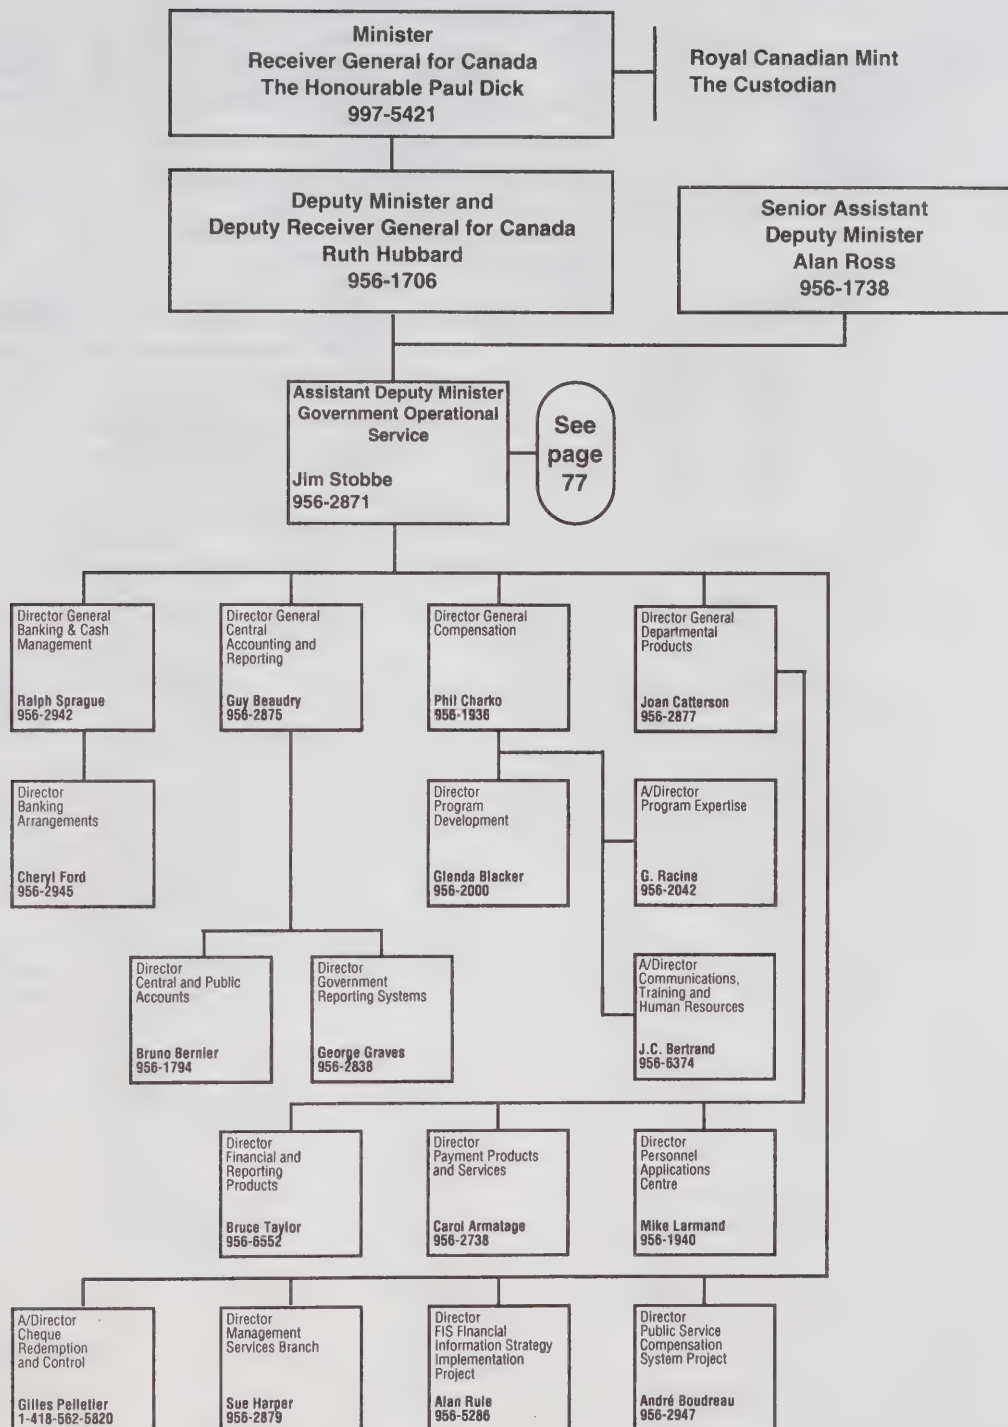 Minister
Receiver General for Canada
The Honourable Paul Dick
997-5421
Royal Canadian Mint
The Custodian
Deputy Minister and
Deputy Receiver General for Canada
Ruth Hubbard
956-1706
Senior Assistant
Deputy Minister
Alan Ross
956-1738
Assistant Deputy Minister
Government Operational
Service
Jim Stobbe
956-2871
See
page
77
Director General
Banking & Cash
Management
Ralph Sprague
956-2942
Director General
Central
Accounting and
Reporting
Guy Beaudry
956-2875
Director General
Compensation
Phil Charko
956-1936
Director General
Departmental
Products
Joan Catterson
956-2877
Director
Banking
Arrangements
Cheryl Ford
956-2945
Director
Program
Development
Glenda Blacker
956-2000
A/Director
Program Expertise
G. Racine
956-2042
Director
Central and Public
Accounts
Bruno Bernier
956-1794
Director
Government
Reporting Systems
George Graves
956-2838
A/Director
Communications,
Training and
Human Resources
J.C. Bertrand
956-6374
Director
Financial and
Reporting
Products
Bruce Taylor
956-6552
Director
Payment Products
and Services
Carol Armatage
956-2738
Director
Personnel
Applications
Centre
Mike Larmand
956-1940
A/Director
Cheque
Redemption
and Control
Gilles Pelletier
1-418-562-5820
Director
Management
Services Branch
Sue Harper
956-2879
Director
FIS Financial
Information Strategy
Implementation
Project
Alan Rule
956-5286
Director
Public Service
Compensation
System Project
André Boudreau
956-2947